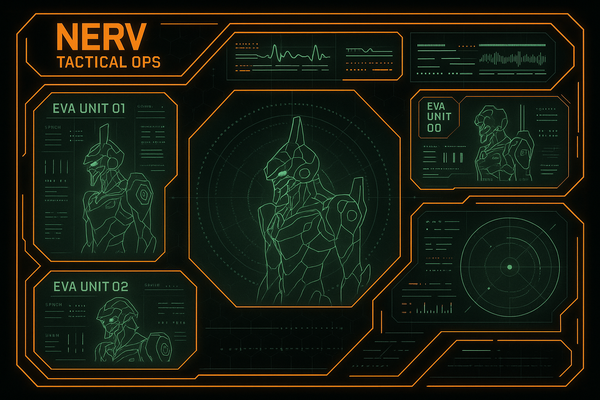 NERV
TACTICAL OPS
EVA UNIT 01
EVA
UNIT
00
EVA UNIT 02